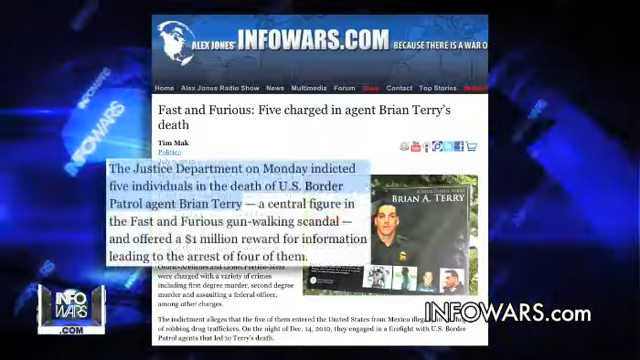 ALEX JONES' INFOWARS.COM BECAUSE THERE IS A WAR O
Home Alex Jones Radio Show News Multimedia Forum Store Contact Top Stories
Fast and Furious: Five charged in agent Brian Terry's
death
Tim Mak
Politico
July
The Justice Department on Monday indicted
five individuals in the death of U.S. Border
Patrol agent Brian Terry — a central figure in
the Fast and Furious gun-walking scandal —
and offered a $1 million reward for information
leading to the arrest of four of them.
BRIAN A. TERRY
were charged with a variety of crimes
including first degree murder, second degree
murder and assaulting a federal officer,
among other charges.
The indictment alleges that the five of them entered the United States from Mexico
of robbing drug traffickers. On the night of Dec. 14, 2010, they engaged in a firefight with U.S. Border
Patrol agents that led to Terry's death.
INFOWARS
INFO
WARS
.COM
INFOWARS.com